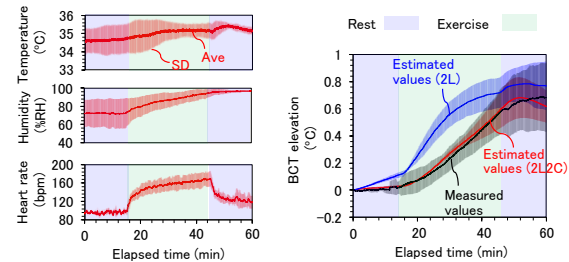 Rest
Exercise
Temperature
(°C)
36
35
34
33
SD
Ave
Humidity
(%RH)
100
80
60
40
Heart rate
(bpm)
200
160
120
80
0
20
40
60
Elapsed time (min)
BCT elevation
(°C)
1
0.8
0.6
0.4
0.2
0
-0.2
Estimated
values (2L)
Estimated
values (2L2C)
Measured
values
0
20
40
60
Elapsed time (min)